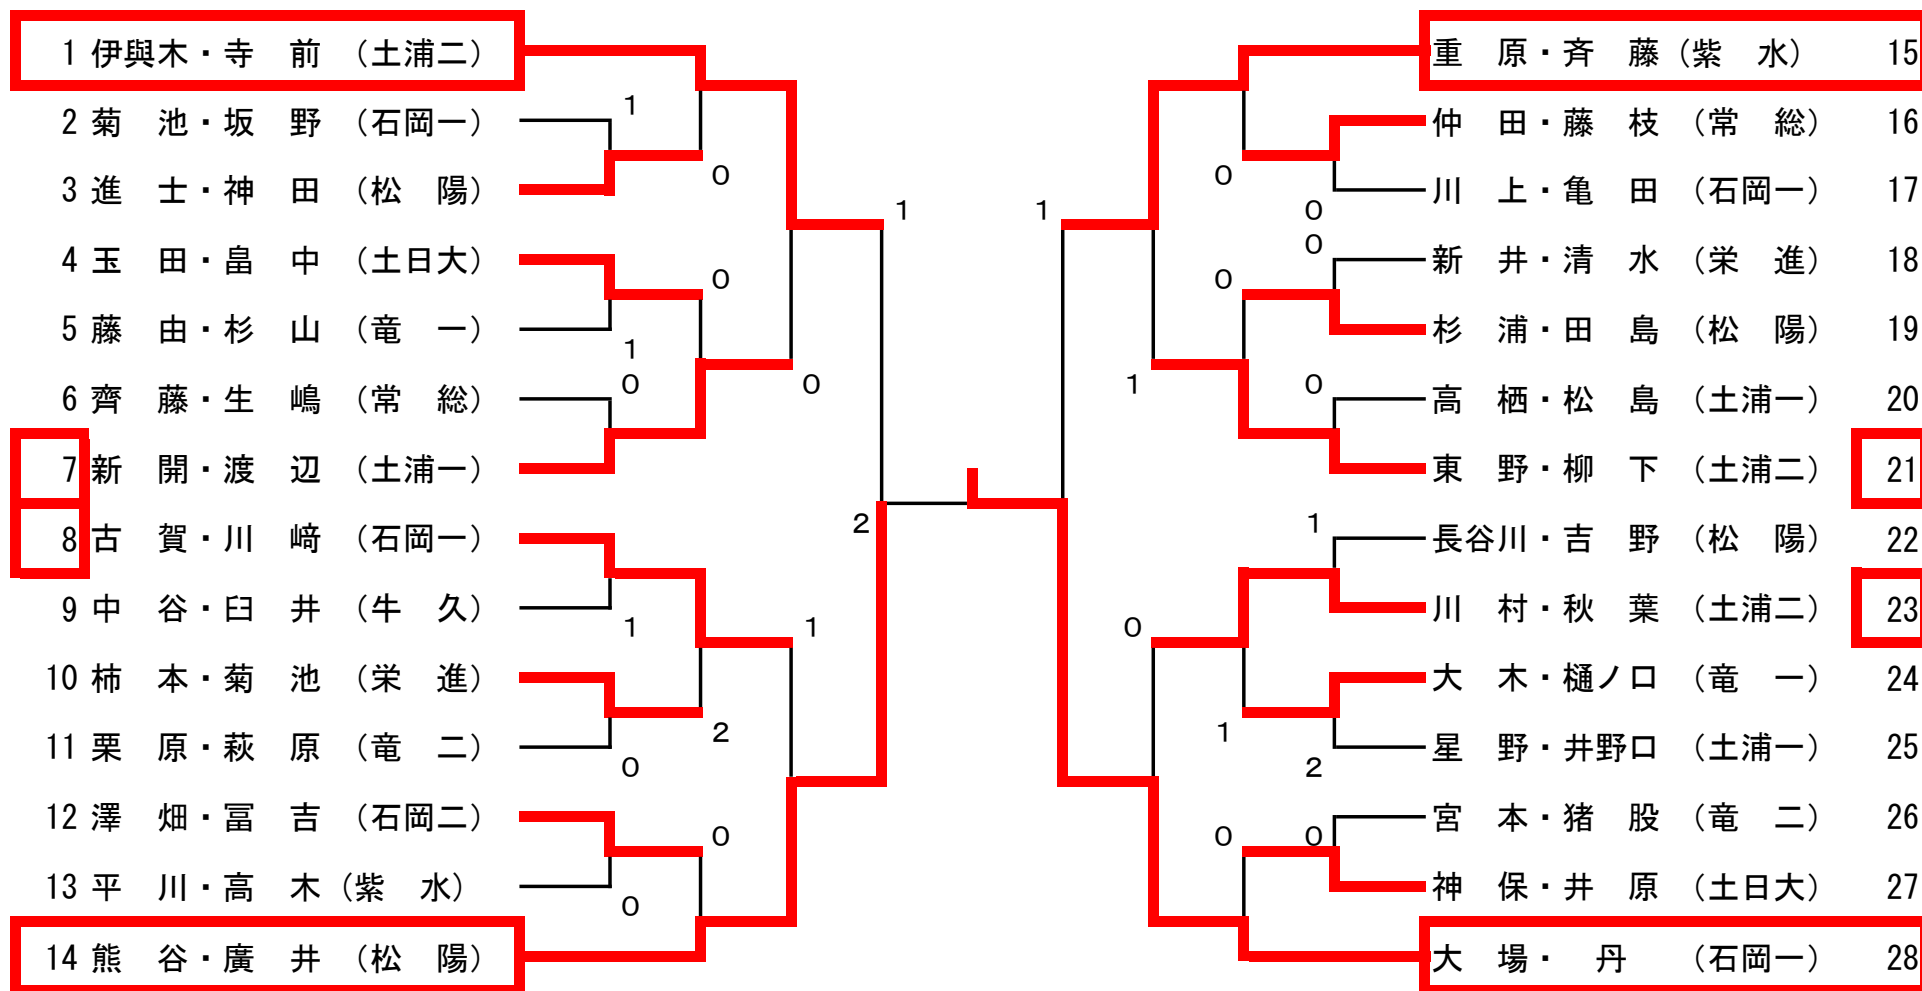 1 伊與木・寺　前　(土浦二)
2 菊　池・坂　野　(石岡一)
3 進　士・神　田　(松　陽)
4 玉　田・畠　中　(土日大)
5 藤　由・杉　山　(竜　一)
6 齊　藤・生　嶋　(常　総)
7 新　開・渡　辺　(土浦一)
8 古　賀・川　﨑　(石岡一)
9 中　谷・臼　井　(牛　久)
10 柿　本・菊　池　(栄　進)
11 栗　原・萩　原　(竜　二)
12 澤　畑・冨　吉　(石岡二)
13 平　川・高　木 (紫　水)
14 熊　谷・廣　井　(松　陽)
1
0
0
1
0
1
0
2
0
0
0
1
1
2
1
0
0
0
0
0
1
1
2
0
0
1
0
重　原・斉　藤 (紫　水)　15
仲　田・藤　枝　(常　総)　16
川　上・亀　田　(石岡一)　17
新　井・清　水　(栄　進)　18
杉　浦・田　島　(松　陽)　19
高　栖・松　島　(土浦一)　20
東　野・柳　下　(土浦二)　21
長谷川・吉　野　(松　陽)　22
川　村・秋　葉　(土浦二)　23
大　木・樋ノ口　(竜　一)　24
星　野・井野口　(土浦一)　25
宮　本・猪　股　(竜　二)　26
神　保・井　原　(土日大)　27
大　場・　丹　　(石岡一)　28